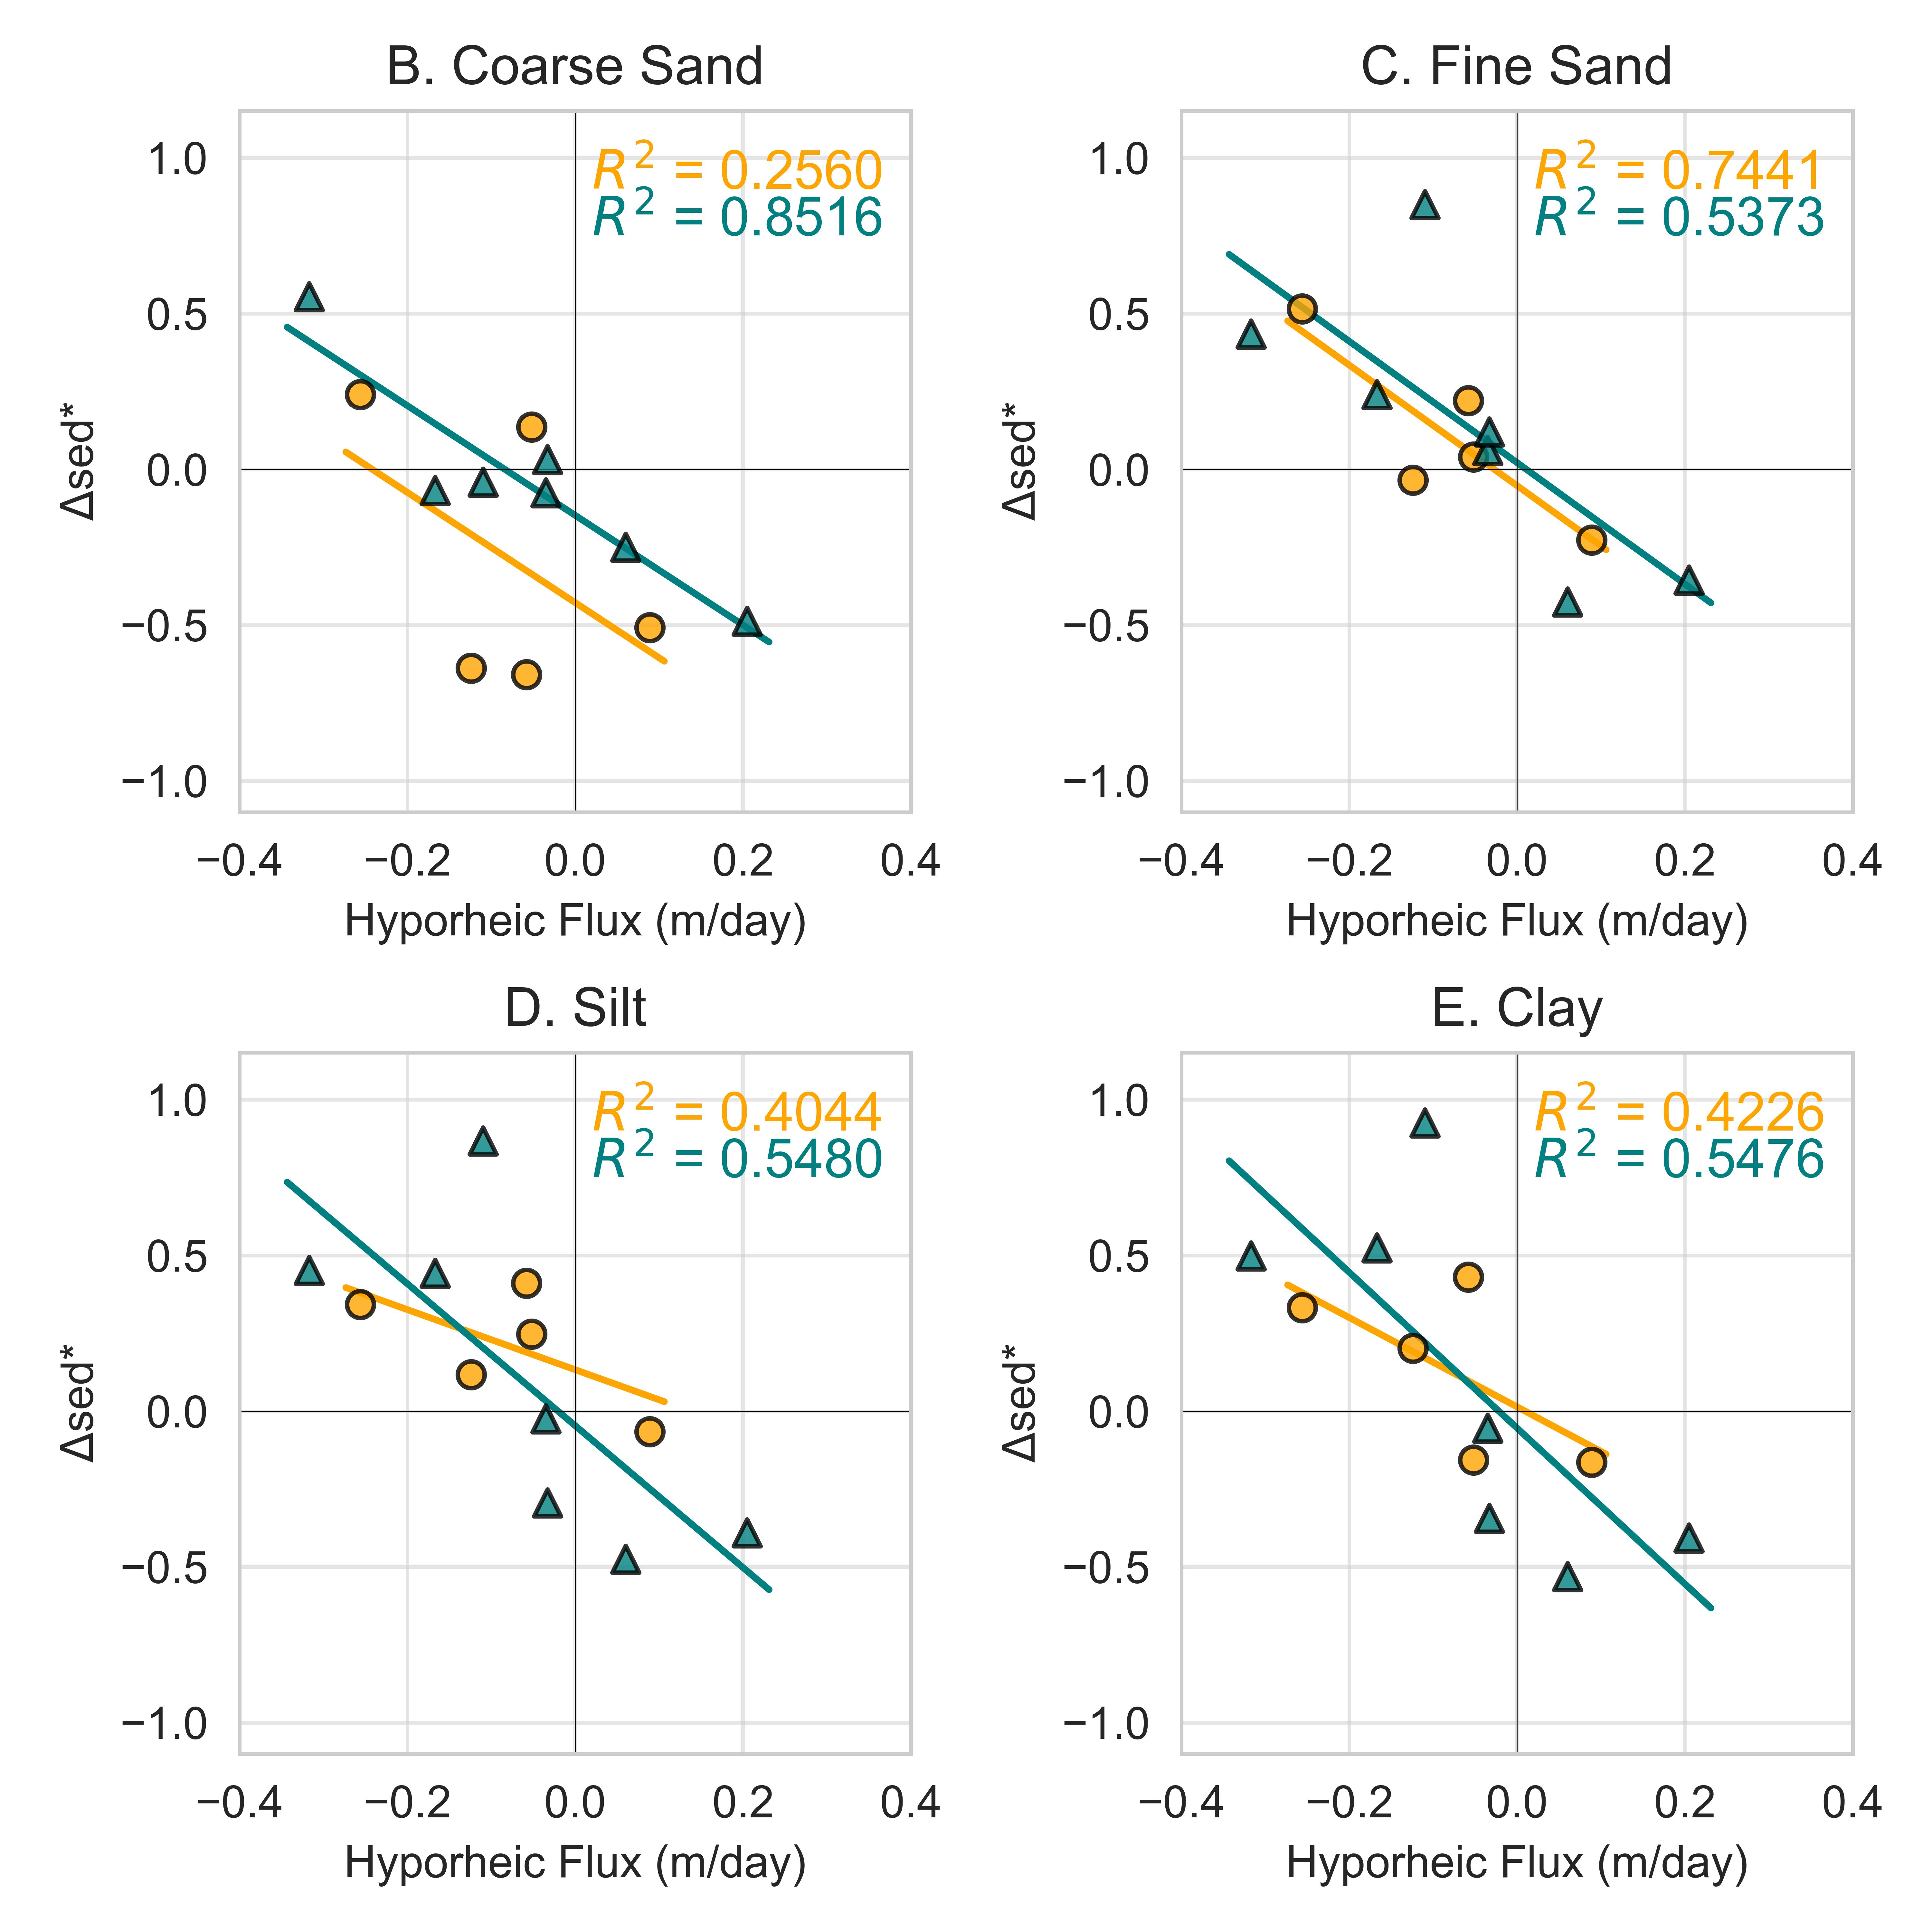 B. Coarse Sand
R² = 0.2560
R² = 0.8516
1.0
0.5
0.0
−0.5
−1.0
Δsed*
−0.4 −0.2 0.0 0.2 0.4
Hyporheic Flux (m/day)
C. Fine Sand
R² = 0.7441
R² = 0.5373
1.0
0.5
0.0
−0.5
−1.0
Δsed*
−0.4 −0.2 0.0 0.2 0.4
Hyporheic Flux (m/day)
D. Silt
R² = 0.4044
R² = 0.5480
1.0
0.5
0.0
−0.5
−1.0
Δsed*
−0.4 −0.2 0.0 0.2 0.4
Hyporheic Flux (m/day)
E. Clay
R² = 0.4226
R² = 0.5476
1.0
0.5
0.0
−0.5
−1.0
Δsed*
−0.4 −0.2 0.0 0.2 0.4
Hyporheic Flux (m/day)